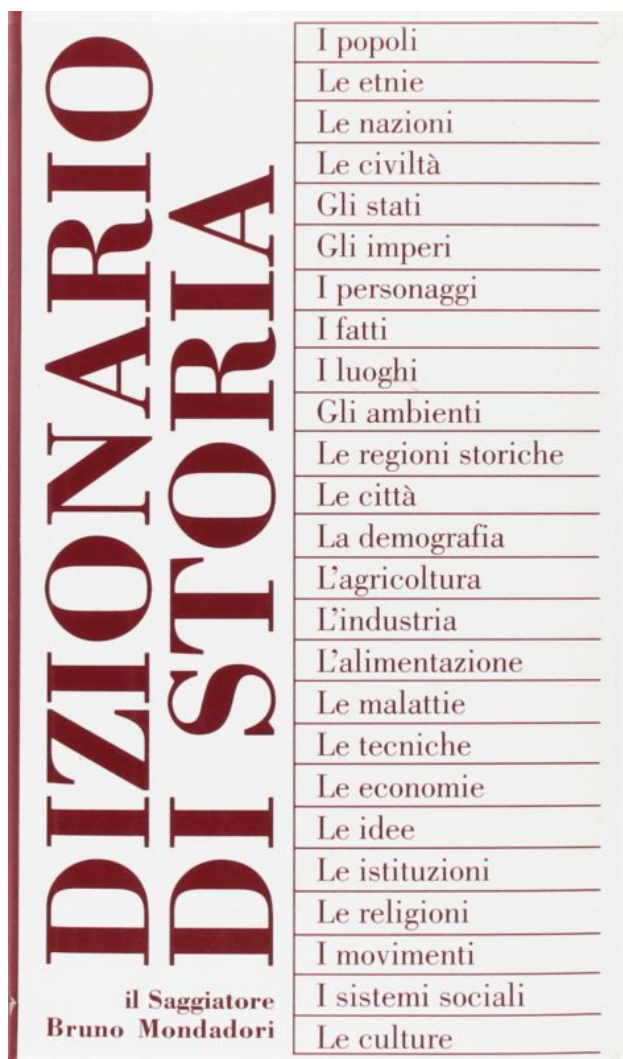 DIZIONARIO
DI STORIA
il Saggiatore
Bruno Mondadori
I popoli
Le etnie
Le nazioni
Le civiltà
Gli stati
Gli imperi
I personaggi
I fatti
I luoghi
Gli ambienti
Le regioni storiche
Le città
La demografia
L'agricoltura
L'industria
L'alimentazione
Le malattie
Le tecniche
Le economie
Le idee
Le istituzioni
Le religioni
I movimenti
I sistemi sociali
Le culture